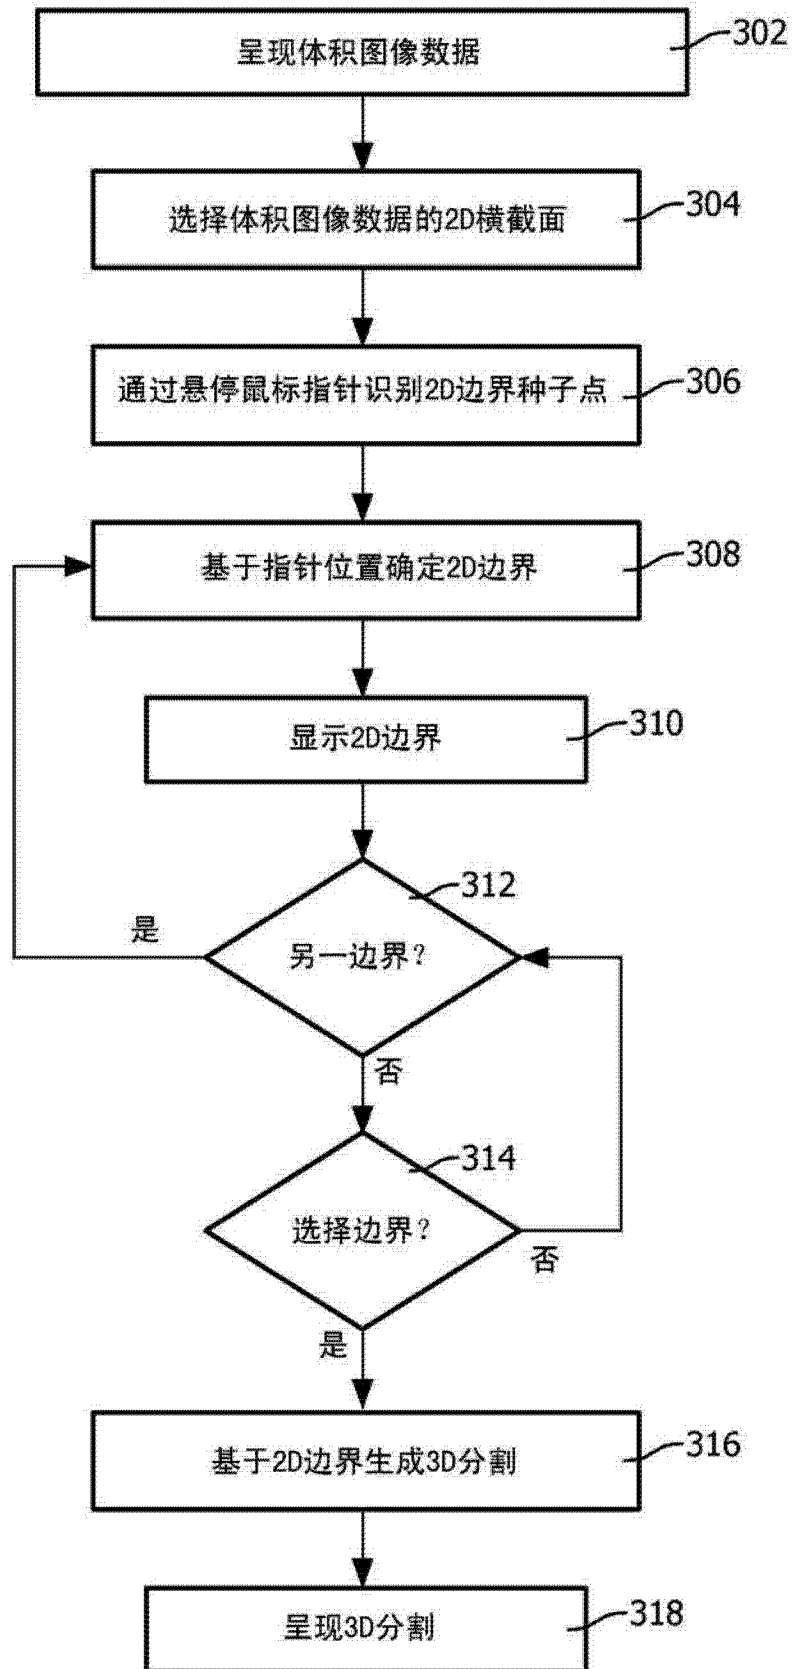 呈现体积图像数据
302
选择体积图像数据的2D横截面
304
通过悬停鼠标指针识别2D边界种子点
306
基于指针位置确定2D边界
308
显示2D边界
310
312
是
另一边界?
否
314
选择边界?
否
是
基于2D边界生成3D分割
316
呈现3D分割
318